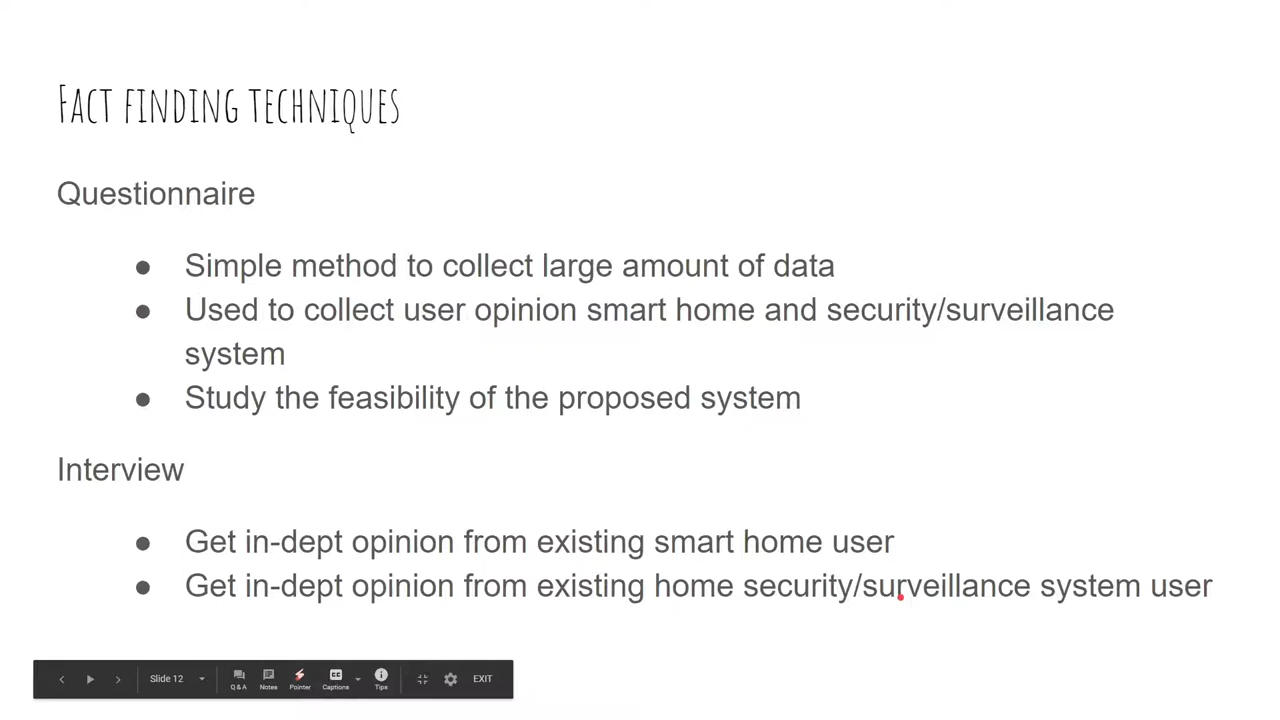 Fact finding techniques
Questionnaire
● Simple method to collect large amount of data
● Used to collect user opinion smart home and security/surveillance
system
● Study the feasibility of the proposed system
Interview
● Get in-dept opinion from existing smart home user
● Get in-dept opinion from existing home security/surveillance system user
Slide 12 Q&A Notes Pointer CC Captions Tips EXIT